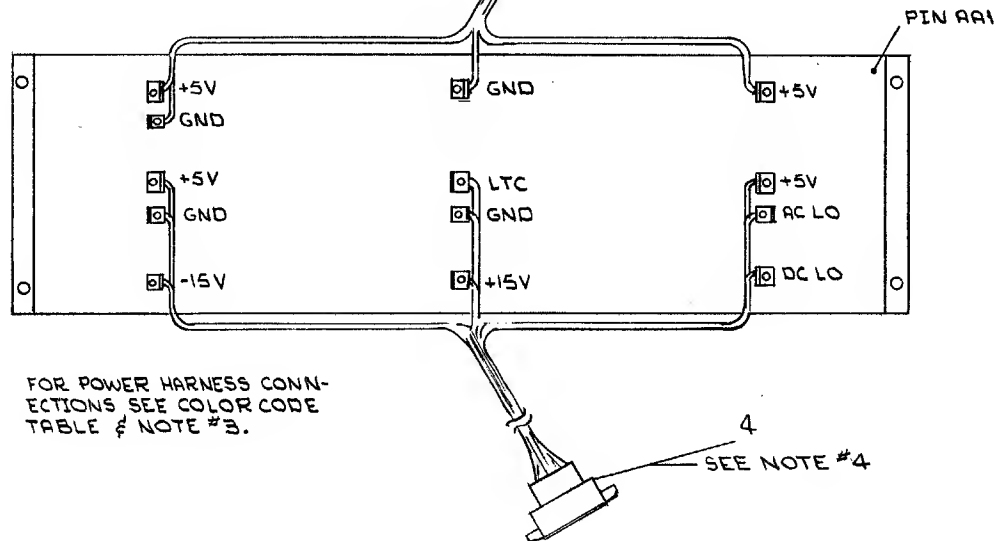 PIN AA1
+5V
GND
+5V
GND
+5V
LTC
+5V
GND
GND
AC LO
-15V
+15V
DC LO
FOR POWER HARNESS CONN-
ECTIONS SEE COLOR CODE
TABLE & NOTE #3.
4
SEE NOTE #4